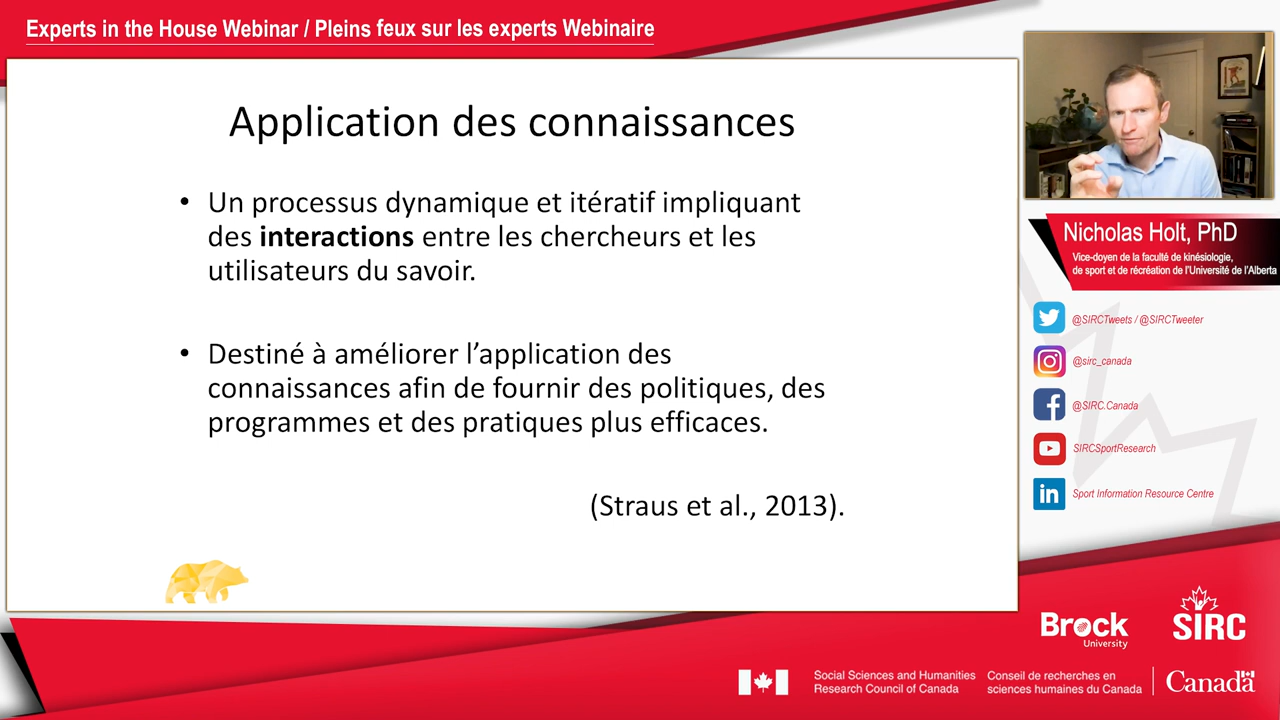 Experts in the House Webinar / Pleins feux sur les experts Webinaire
Application des connaissances
• Un processus dynamique et itératif impliquant
des interactions entre les chercheurs et les
utilisateurs du savoir.
• Destiné à améliorer l’application des
connaissances afin de fournir des politiques, des
programmes et des pratiques plus efficaces.
(Straus et al., 2013).
Nicholas Holt, PhD
Vice-doyen de la faculté de kinésiologie,
de sport et de récréation de l'Université de l'Alberta
@SIRCTweets / @SIRCTweeter
@sirc_canada
@SIRC.Canada
SIRCSportResearch
in
Sport Information Resource Centre
Brock
University
SIRC
Social Sciences and Humanities
Research Council of Canada
Conseil de recherches en
sciences humaines du Canada
Canada